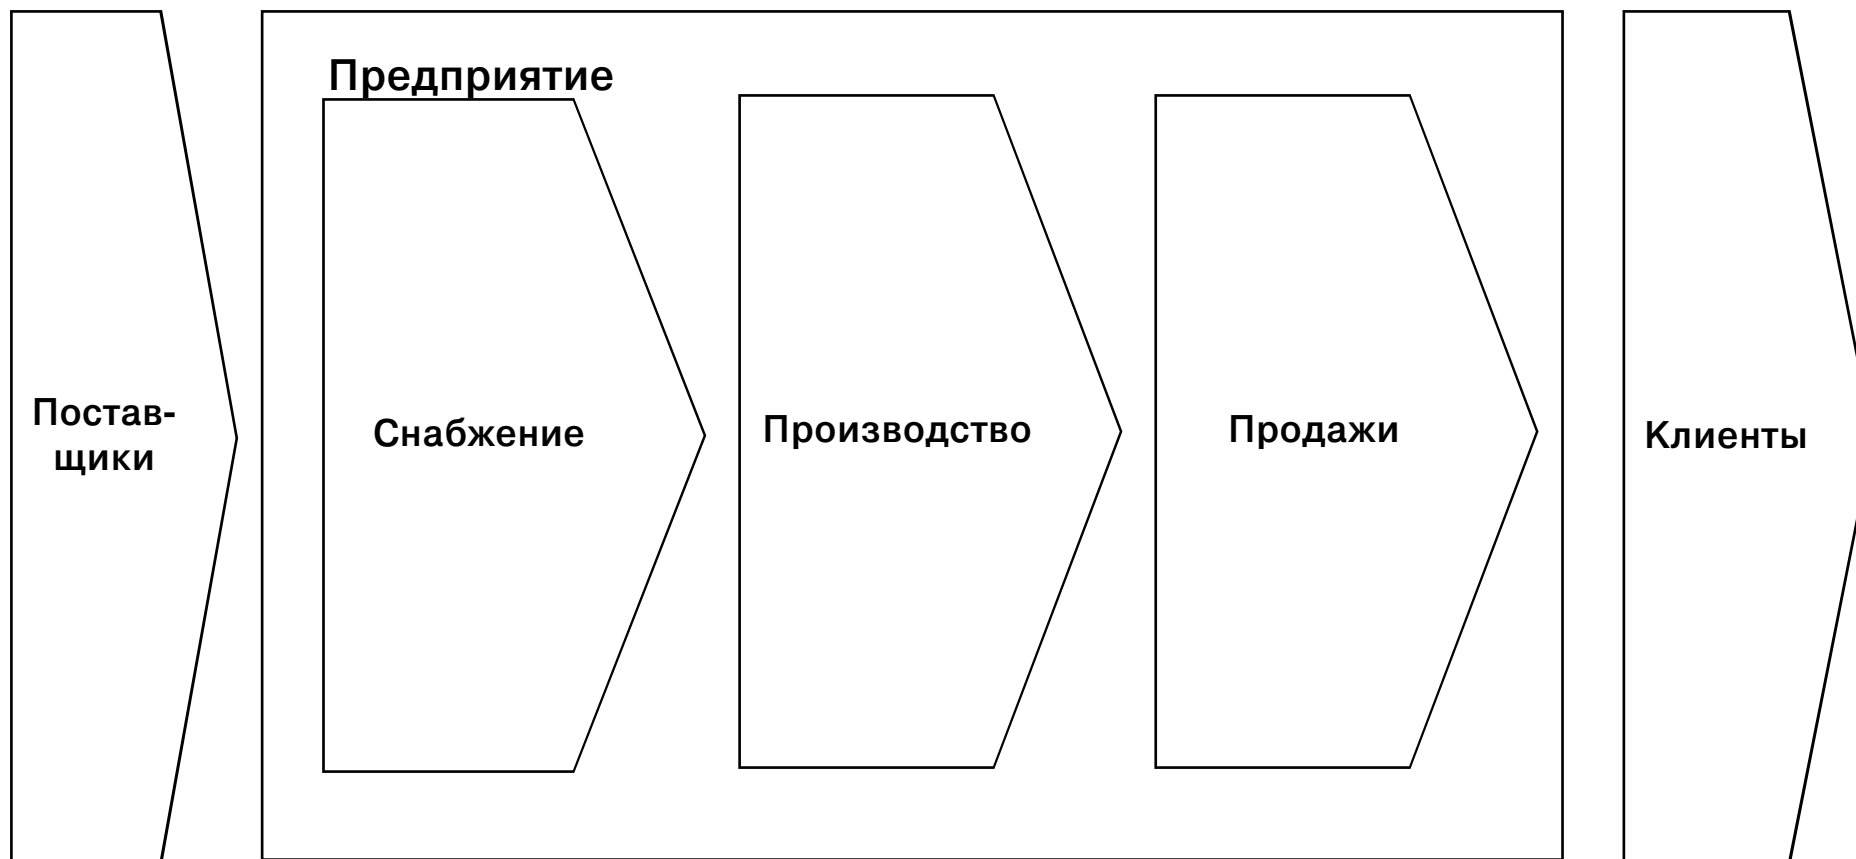 Предприятие
Постав-
щики
Снабжение
Производство
Продажи
Клиенты